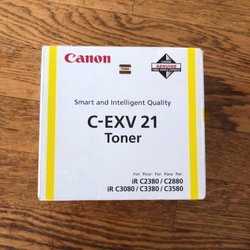 Canon
GENUINE
Smart and Intelligent Quality
C-EXV 21
Toner
For · Pour · Für · Para · Per:
iR C2380 / C2880
iR C3080 / C3380 / C3580